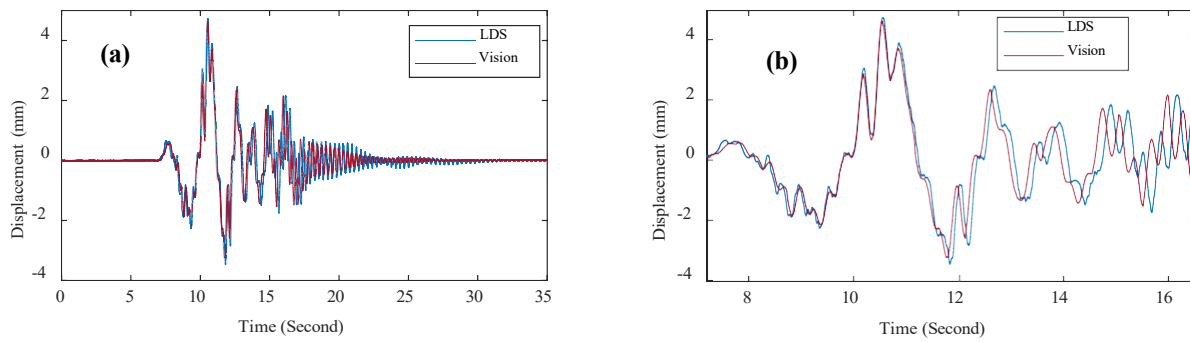 (a)
LDS
Vision
4
2
0
-2
-4
Displacement (mm)
0 5 10 15 20 25 30 35
Time (Second)
(b)
LDS
Vision
4
2
0
-2
-4
Displacement (mm)
8 10 12 14 16
Time (Second)